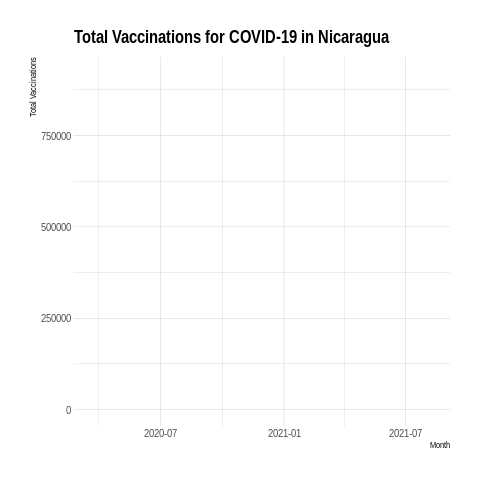 Total Vaccinations for COVID-19 in Nicaragua
Total Vaccinations
750000
500000
250000
0
2020-07 2021-01 2021-07
Month